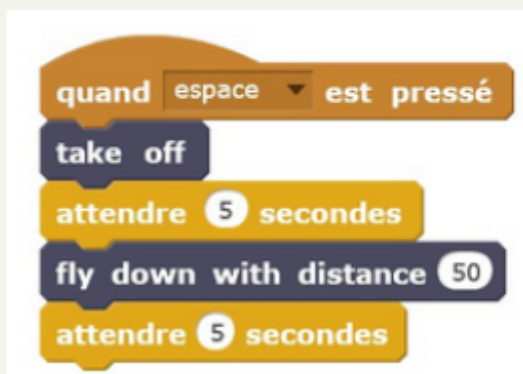 quand espace est pressé
take off
attendre 5 secondes
fly down with distance 50
attendre 5 secondes